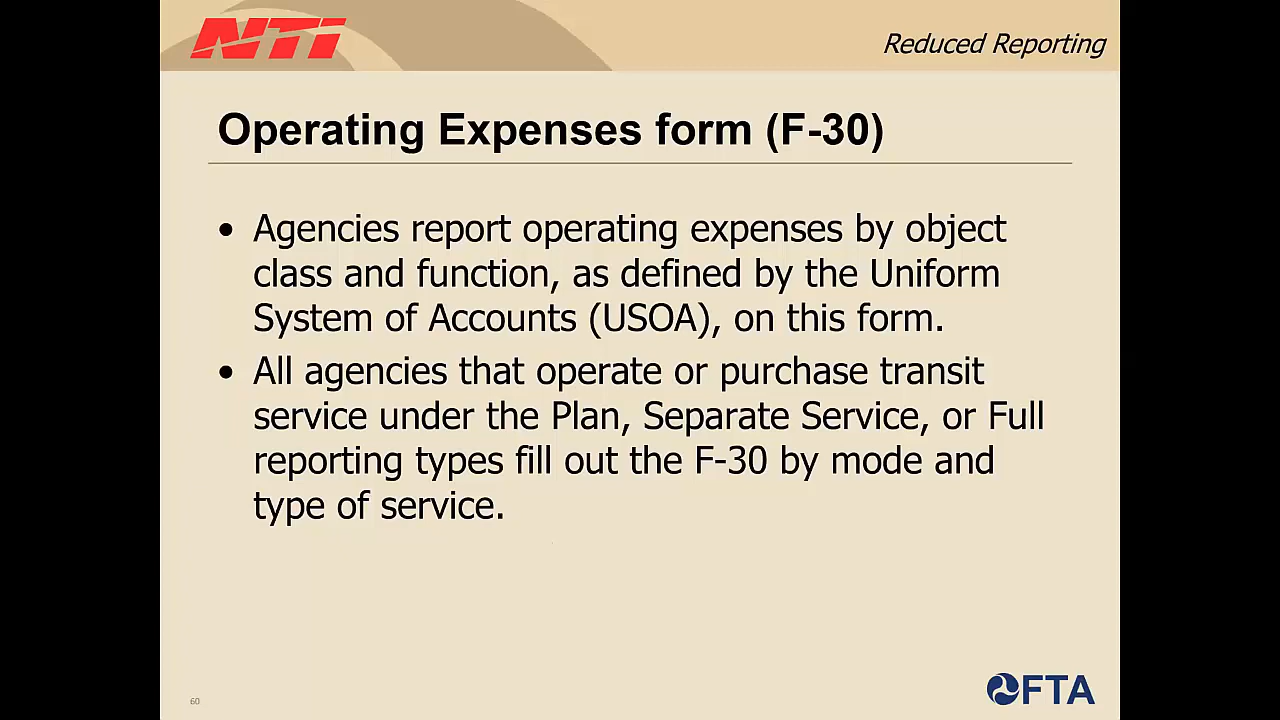 NTI
Reduced Reporting
Operating Expenses form (F-30)
• Agencies report operating expenses by object
class and function, as defined by the Uniform
System of Accounts (USOA), on this form.
• All agencies that operate or purchase transit
service under the Plan, Separate Service, or Full
reporting types fill out the F-30 by mode and
type of service.
60
FTA